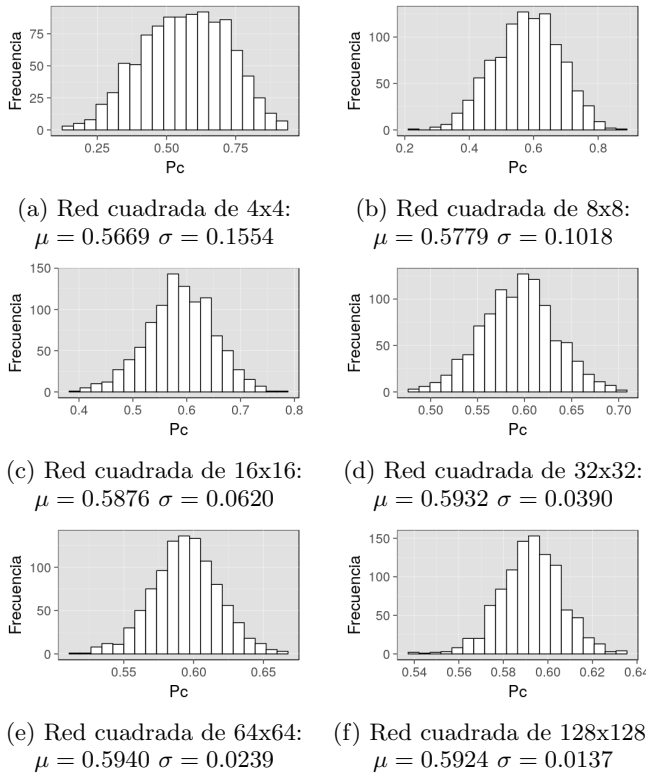 Frecuencia
75
50
25
0
0.25
0.50
0.75
Pc
(a) Red cuadrada de 4x4:
μ = 0.5669 σ = 0.1554
Frecuencia
100
50
0
0.2
0.4
0.6
0.8
Pc
(b) Red cuadrada de 8x8:
μ = 0.5779 σ = 0.1018
Frecuencia
150
100
50
0
0.4
0.5
0.6
0.7
0.8
Pc
(c) Red cuadrada de 16x16:
μ = 0.5876 σ = 0.0620
Frecuencia
100
50
0
0.50
0.55
0.60
0.65
0.70
Pc
(d) Red cuadrada de 32x32:
μ = 0.5932 σ = 0.0390
Frecuencia
100
50
0
0.55
0.60
0.65
Pc
(e) Red cuadrada de 64x64:
μ = 0.5940 σ = 0.0239
Frecuencia
150
100
50
0
0.54
0.56
0.58
0.60
0.62
0.64
Pc
(f) Red cuadrada de 128x128
μ = 0.5924 σ = 0.0137